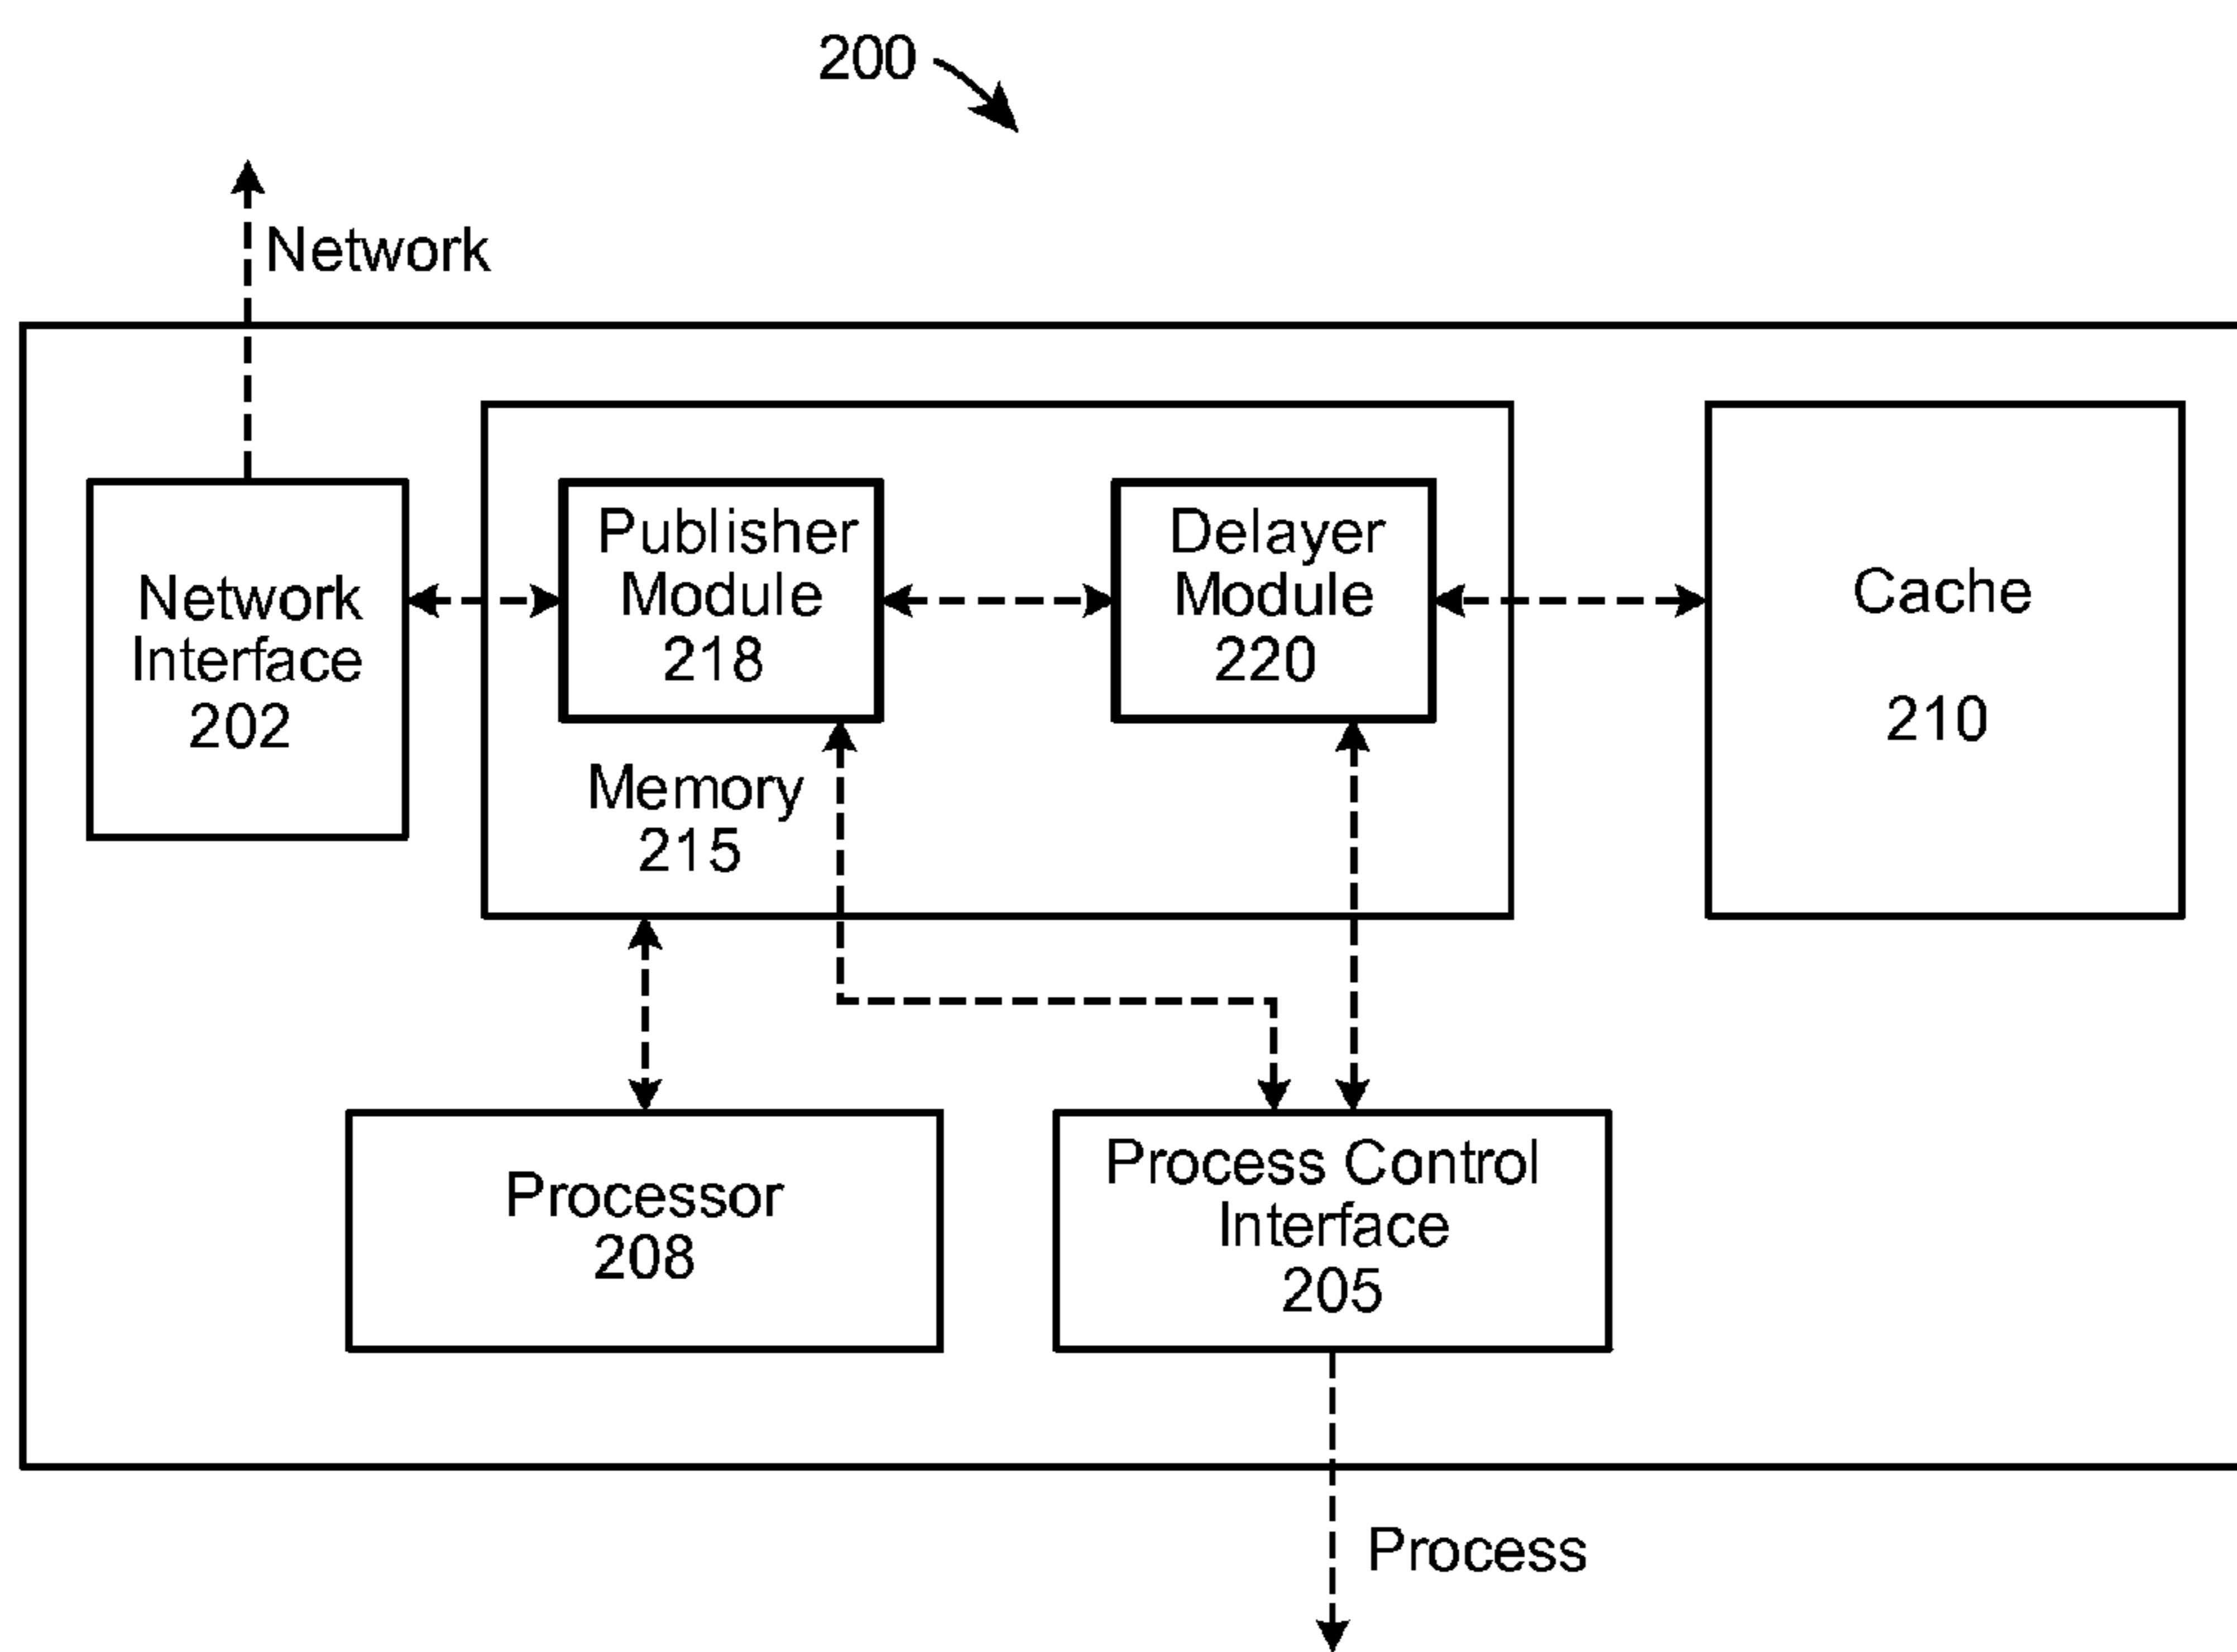 200
Network
Network
Interface
202
Publisher
Module
218
Delayer
Module
220
Cache
210
Memory
215
Processor
208
Process Control
Interface
205
Process